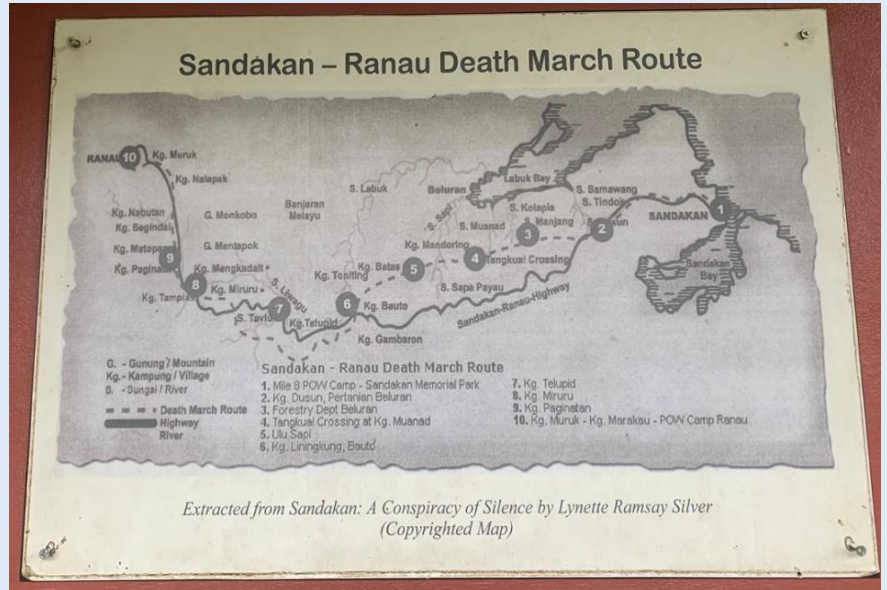 Sandakan – Ranau Death March Route
RANAU
10
Kg. Muruk
Kg. Nalapak
S. Labuk
Beluran
Labuk Bay
S. Samawang
S. Tindok
SANDAKAN
1
Kg. Nabutan
Kg. Segindai
Banjaran
Melayu
G. Monkobo
S. Sapi
S. Kolapis
S. Muanad
S. Manjang
3
2
Kg. Matopang
G. Mentapok
Kg. Mandoring
9
Kg. Paginatan
Kg. Mengkadait
Kg. Toniting
Kg. Batas
5
4
Tangkual Crossing
Sandakan
Bay
8
Kg. Miruru
S. Liwagu
S. Sapa Payau
Kg. Tampias
7
6
Kg. Bauto
Sandakan-Ranau-Highway
Kg. Telupid
Kg. Gambaron
G. - Gunung / Mountain
Kg. - Kampung / Village
S. - Sungai / River
Death March Route
Highway
River
Sandakan - Ranau Death March Route
1. Mile 8 POW Camp - Sandakan Memorial Park
2. Kg. Dusun, Pertanian Beluran
3. Forestry Dept Beluran
4. Tangkual Crossing at Kg. Muanad
5. Ulu Sapi
6. Kg. Liningkung, Bauto
7. Kg. Telupid
8. Kg. Miruru
9. Kg. Paginatan
10. Kg. Muruk - Kg. Marakau - POW Camp Ranau
Extracted from Sandakan: A Conspiracy of Silence by Lynette Ramsay Silver
(Copyrighted Map)